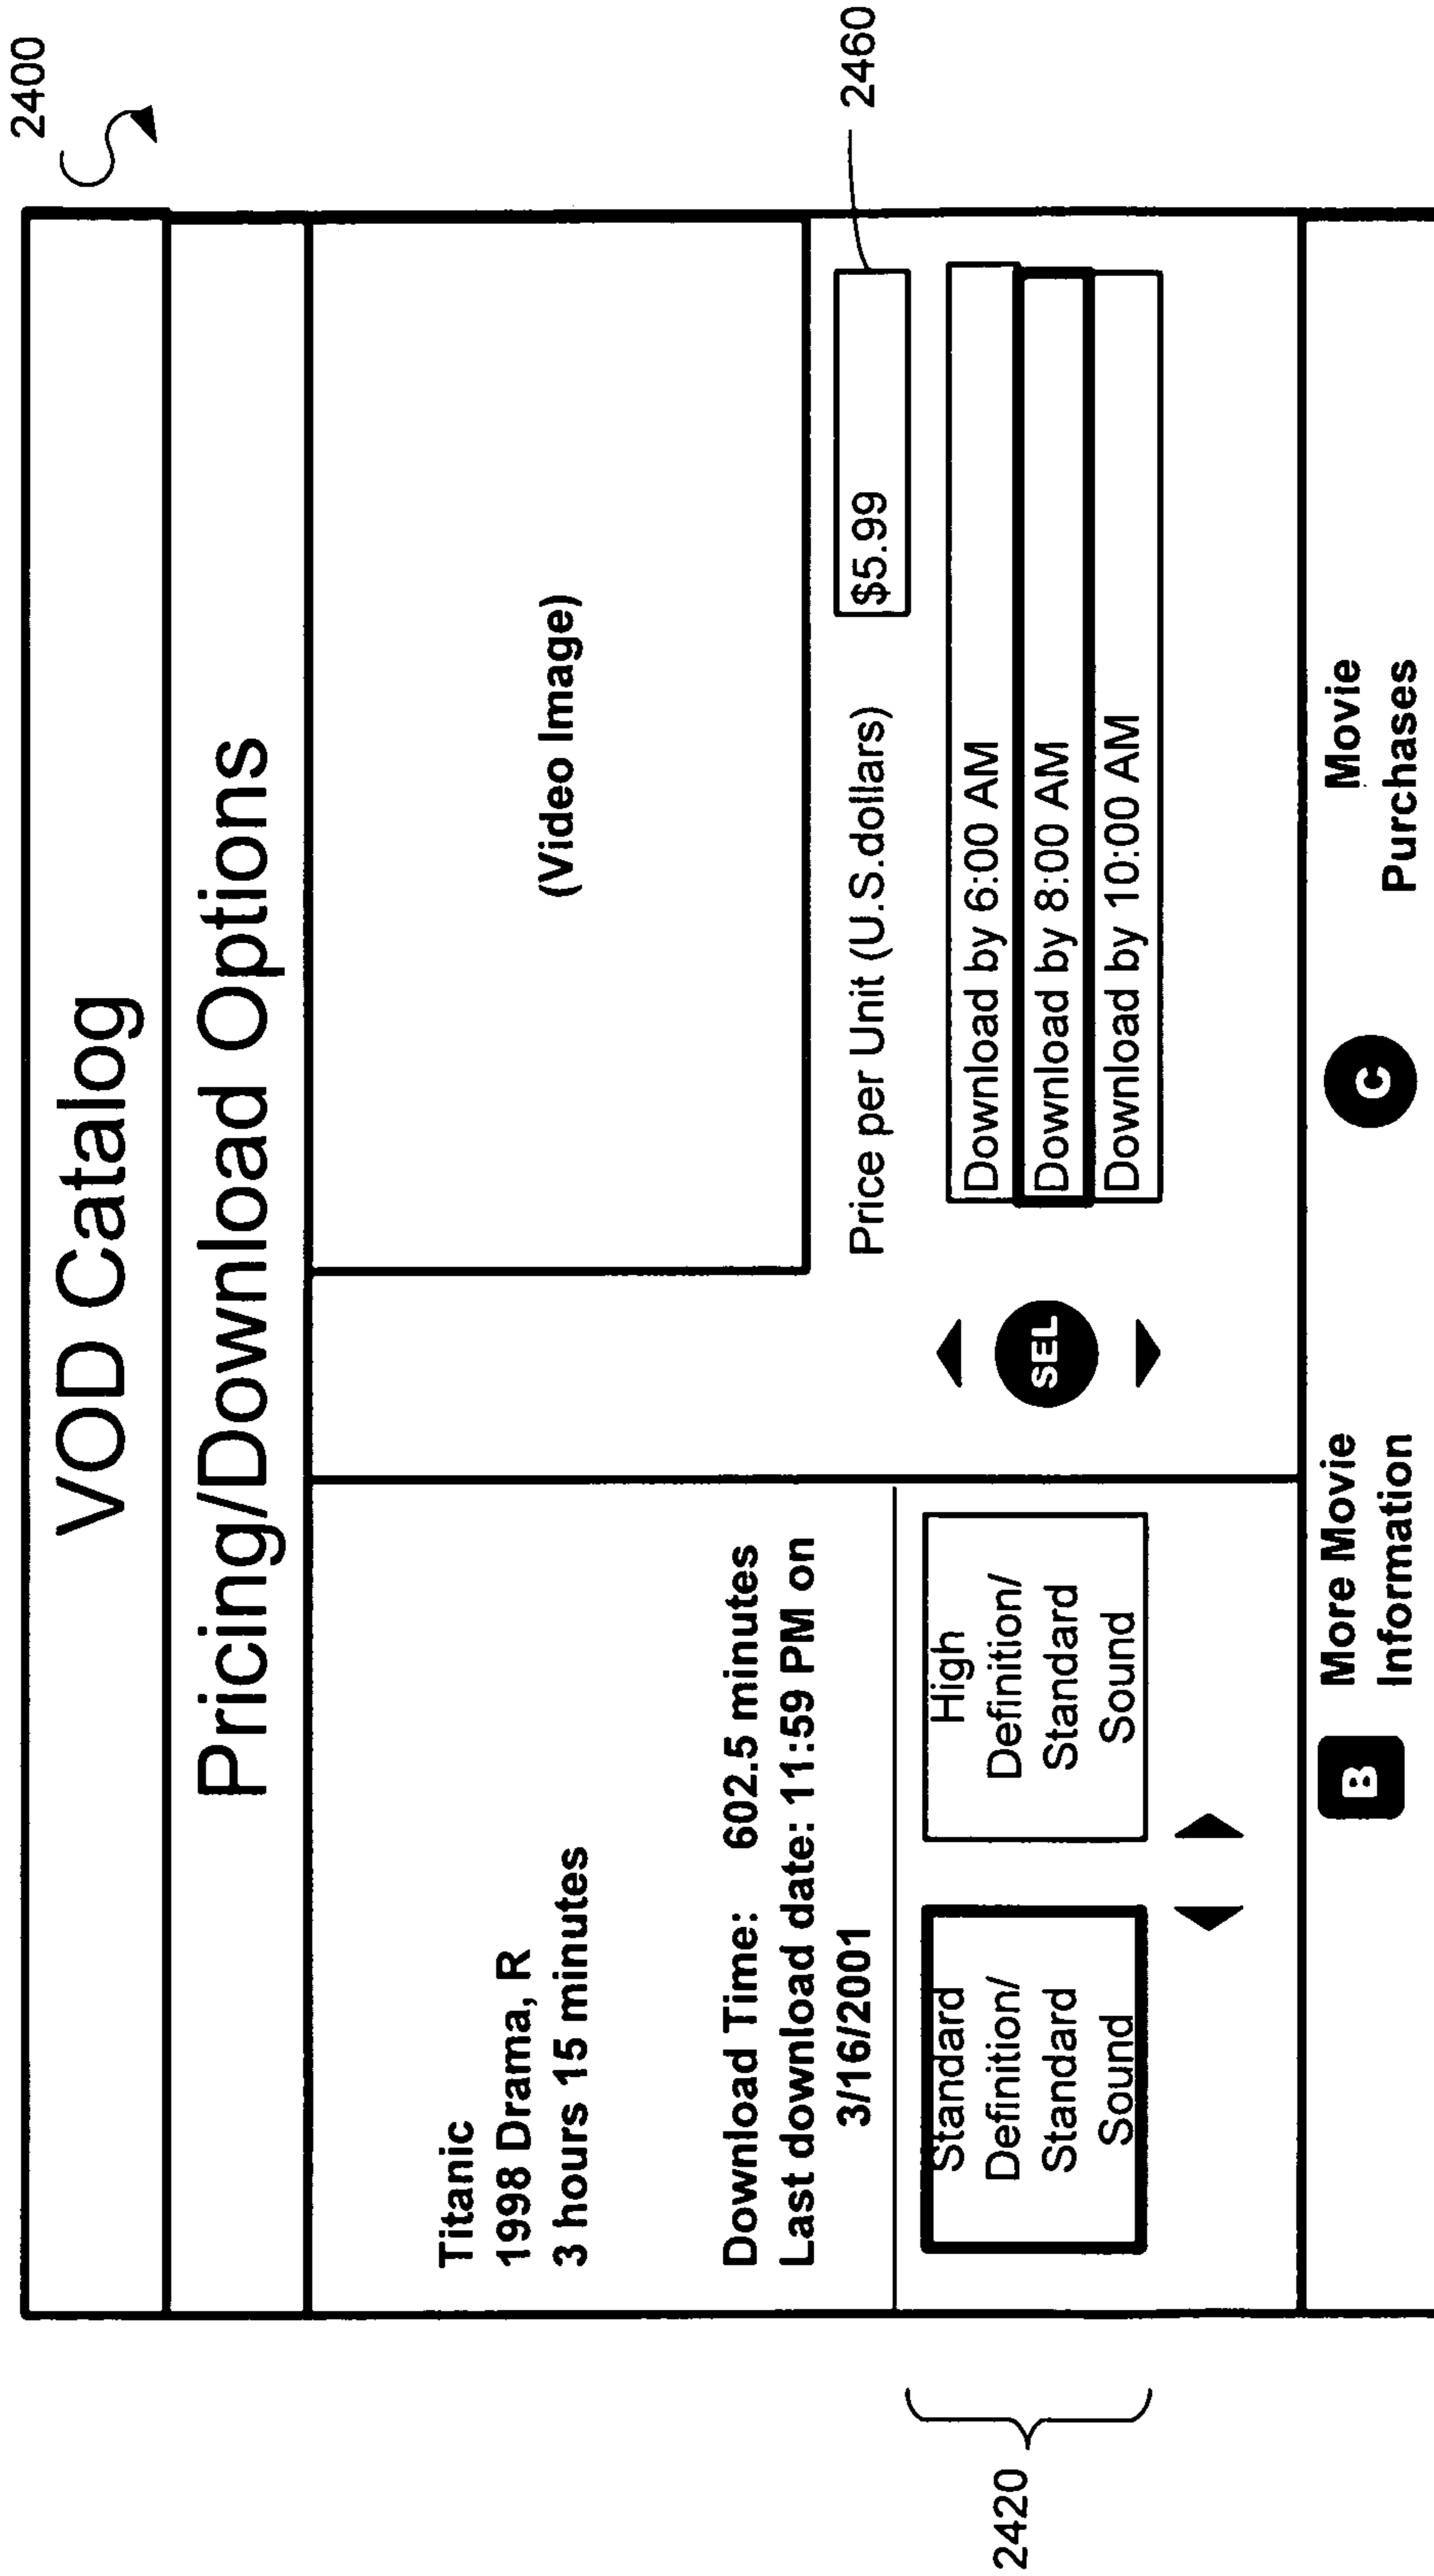 2400
VOD Catalog
Pricing/Download Options
Titanic
1998 Drama, R
3 hours 15 minutes
Download Time: 602.5 minutes
Last download date: 11:59 PM on
3/16/2001
(Video Image)
Price per Unit (U.S.dollars)
$5.99
2460
2420
Standard
Definition/
Standard
Sound
High
Definition/
Standard
Sound
SEL
Download by 6:00 AM
Download by 8:00 AM
Download by 10:00 AM
B
More Movie
Information
C
Movie
Purchases